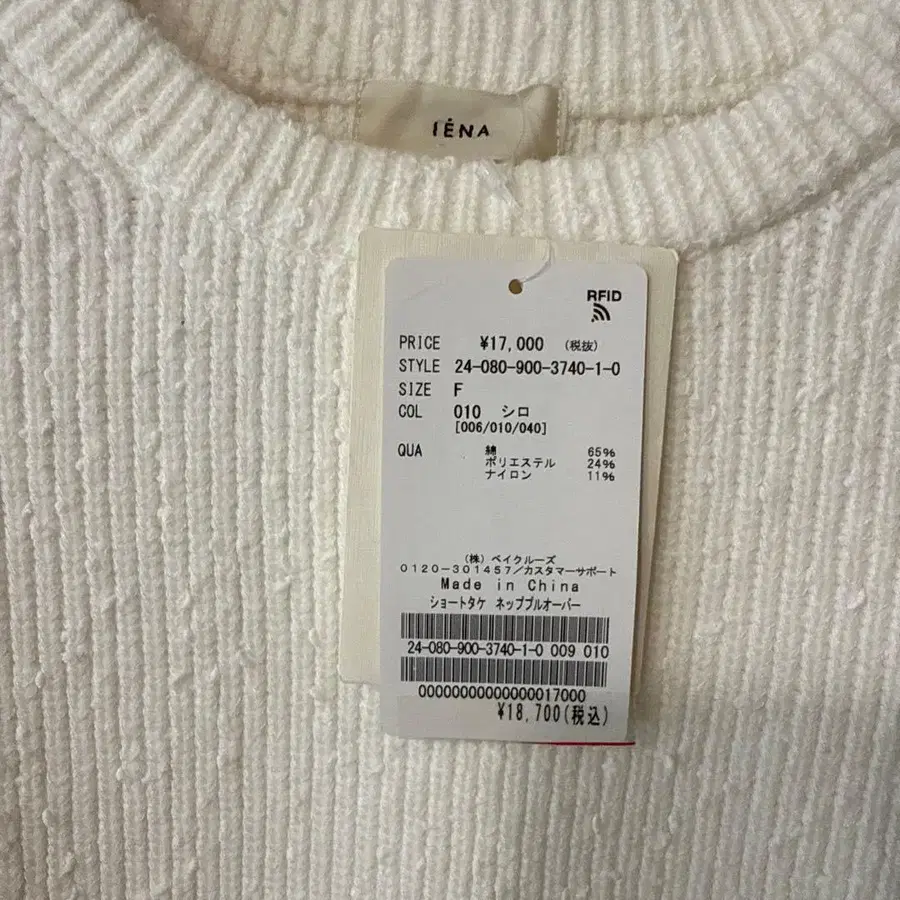 IÉNA
RFID
PRICE ¥17,000 (税抜)
STYLE 24-080-900-3740-1-0
SIZE F
COL 010 シロ
[006/010/040]
QUA 綿 65%
ポリエステル 24%
ナイロン 11%
(株)ベイクルーズ
0120-301457/カスタマーサポート
Made in China
ショートタケ ネッププルオーバー
24-080-900-3740-1-0 009 010
00000000000000017000
¥18,700(税込)